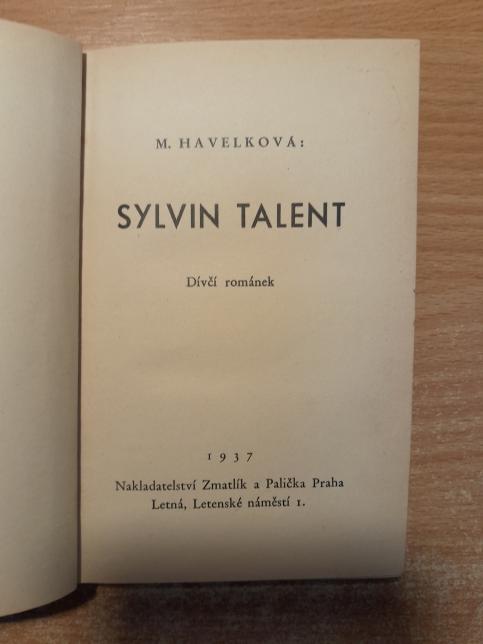 M. HAVELKOVÁ:
SYLVIN TALENT
Dívčí románek
1937
Nakladatelství Zmatlík a Palička Praha
Letná, Letenské náměstí 1.